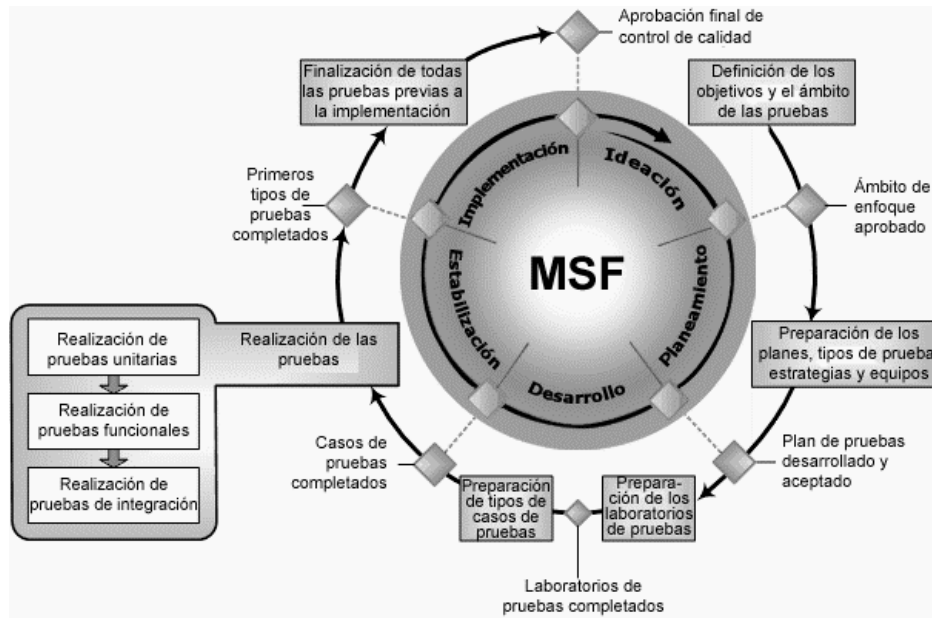 Aprobación final de
control de calidad
Finalización de todas
las pruebas previas a
la implementación
Definición de los
objetivos y el ámbito
de las pruebas
Implementación
Ideación
Primeros
tipos de
pruebas
completados
Ámbito de
enfoque
aprobado
MSF
Estabilización
Planeamiento
Desarrollo
Realización de
pruebas unitarias
Realización de las
pruebas
Preparación de los
planes, tipos de prueba
estrategias y equipos
Realización de
pruebas funcionales
Realización de
pruebas de integración
Casos de
pruebas
completados
Plan de pruebas
desarrollado y
aceptado
Preparación
de tipos de
casos de
pruebas
Prepara-
ción de los
laboratorios
de pruebas
Laboratorios de
pruebas completados